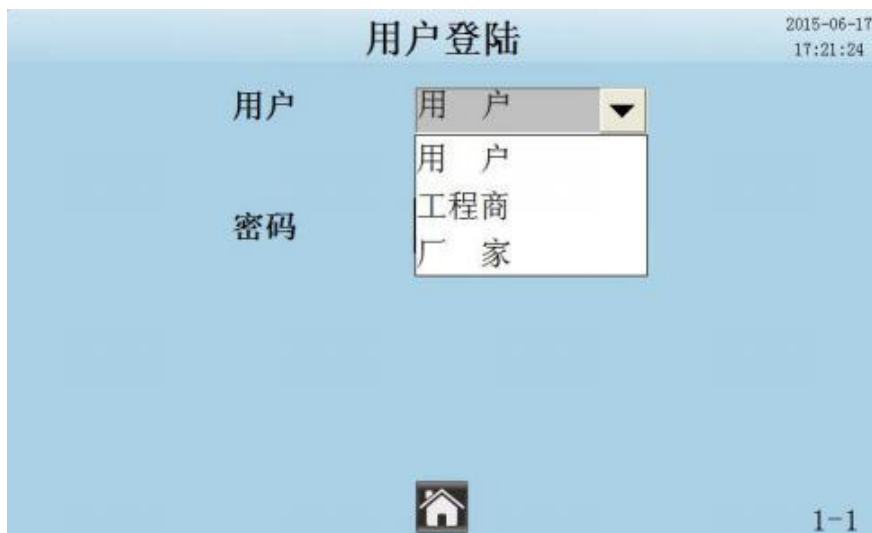 用户登陆
2015-06-17
17:21:24
用户
用 户
用 户
工程商
密码
厂 家
1-1